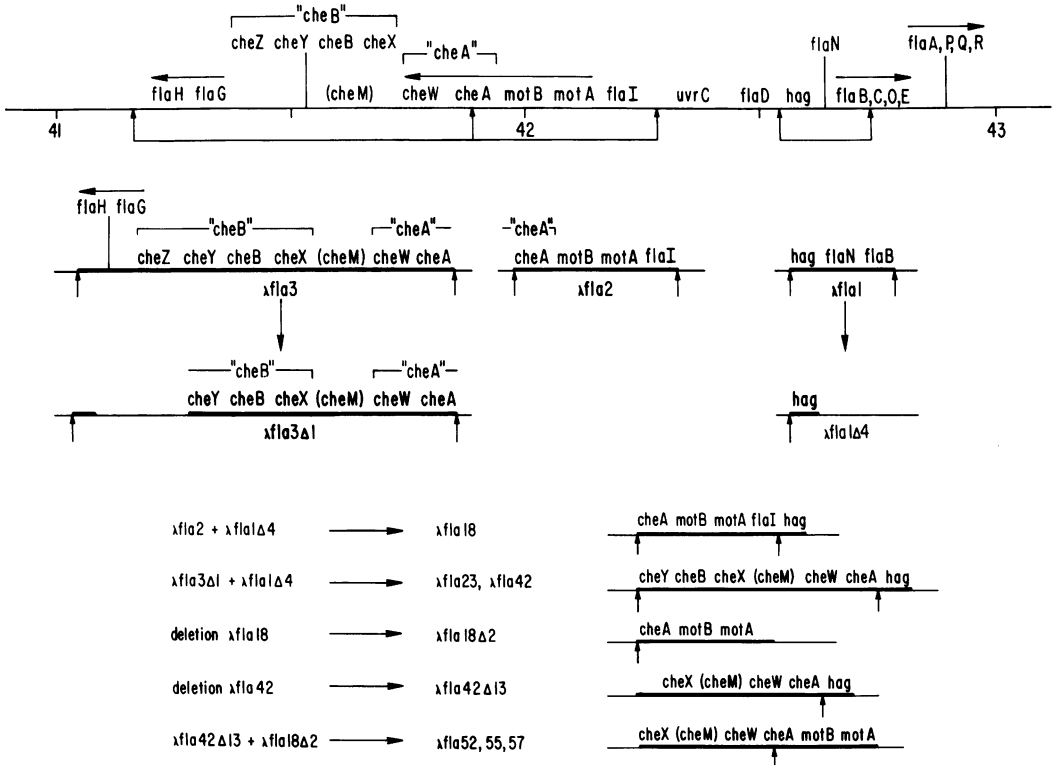 "cheB"
cheZ cheY cheB cheX
"cheA"
flaN
flaA, P, Q, R
flaH flaG (cheM) cheW cheA motB motA flaI uvrC flaD hag flaB, C, O, E
41 42 43
flaH flaG
"cheB" "cheA" "cheA"
cheZ cheY cheB cheX (cheM) cheW cheA cheA motB motA flaI hag flaN flaB
λfla3 λfla2 λfla1
"cheB" "cheA"
cheY cheB cheX (cheM) cheW cheA hag
λfla3Δ1 λfla1Δ4
λfla2 + λfla1Δ4 λfla18 cheA motB motA flaI hag
λfla3Δ1 + λfla1Δ4 λfla23, λfla42 cheY cheB cheX (cheM) cheW cheA hag
deletion λfla18 λfla18Δ2 cheA motB motA
deletion λfla42 λfla42Δ13 cheX (cheM) cheW cheA hag
λfla42Δ13 + λfla18Δ2 λfla52, 55, 57 cheX (cheM) cheW cheA motB motA